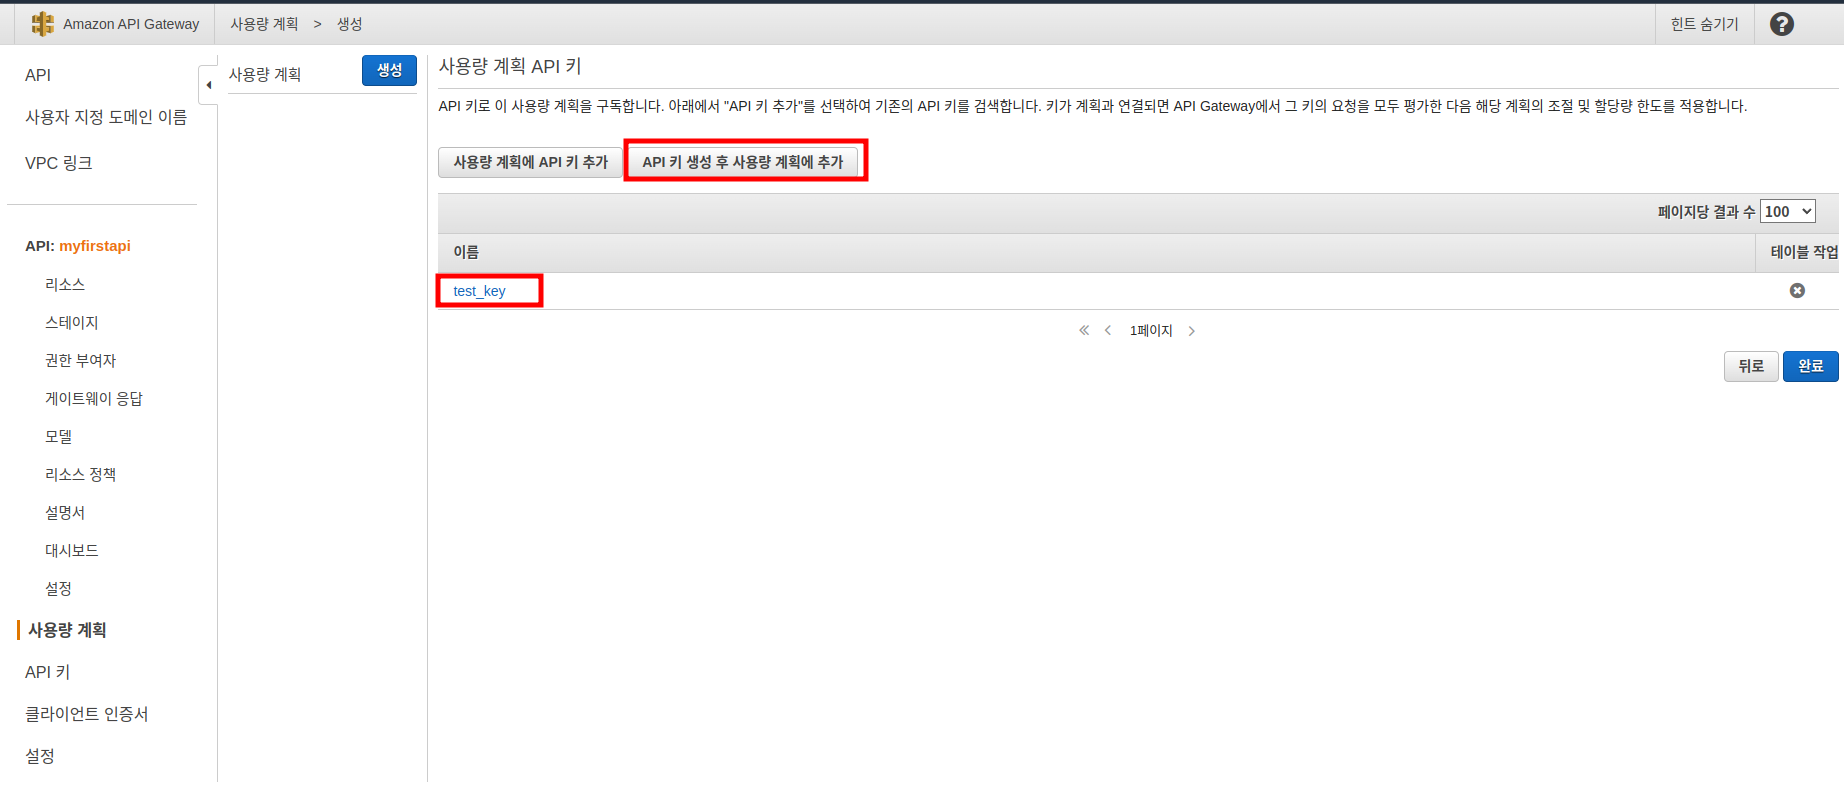 Amazon API Gateway 사용량 계획 > 생성 힌트 숨기기
API
사용자 지정 도메인 이름
VPC 링크
API: myfirstapi
리소스
스테이지
권한 부여자
게이트웨이 응답
모델
리소스 정책
설명서
대시보드
설정
사용량 계획
API 키
클라이언트 인증서
설정
사용량 계획 생성
사용량 계획 API 키
API 키로 이 사용량 계획을 구독합니다. 아래에서 "API 키 추가"를 선택하여 기존의 API 키를 검색합니다. 키가 계획과 연결되면 API Gateway에서 그 키의 요청을 모두 평가한 다음 해당 계획의 조절 및 할당량 한도를 적용합니다.
사용량 계획에 API 키 추가 API 키 생성 후 사용량 계획에 추가
페이지당 결과 수 100
이름 테이블 작업
test_key
1페이지
뒤로 완료